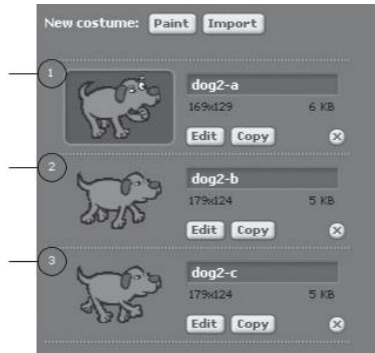 New costume: Paint Import
1
dog2-a
169x129 6 KB
Edit Copy
2
dog2-b
179x124 5 KB
Edit Copy
3
dog2-c
179x124 5 KB
Edit Copy